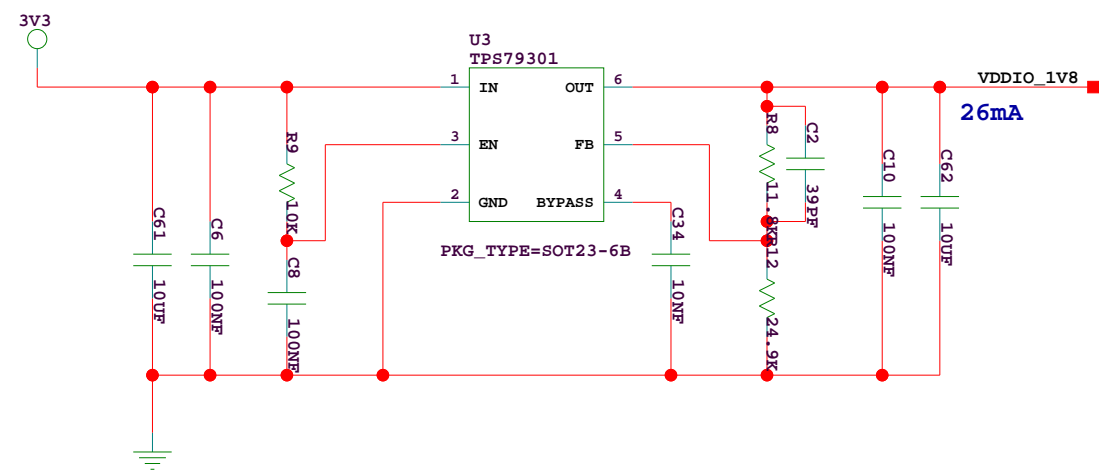 3V3
U3
TPS79301
1
IN
OUT
6
VDDIO_1V8
26mA
R9
10K
3
EN
FB
5
R8
11.8K
C2
39PF
C10
100NF
C62
10UF
2
GND
BYPASS
4
C61
10UF
C6
100NF
C8
100NF
PKG_TYPE=SOT23-6B
C34
10NF
R12
24.9K